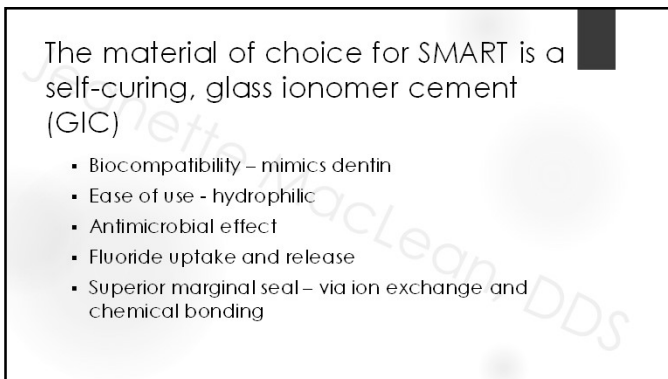 The material of choice for SMART is a
self-curing, glass ionomer cement
(GIC)
▪ Biocompatibility – mimics dentin
▪ Ease of use - hydrophilic
▪ Antimicrobial effect
▪ Fluoride uptake and release
▪ Superior marginal seal – via ion exchange and
chemical bonding
Jeanette MacLean, DDS